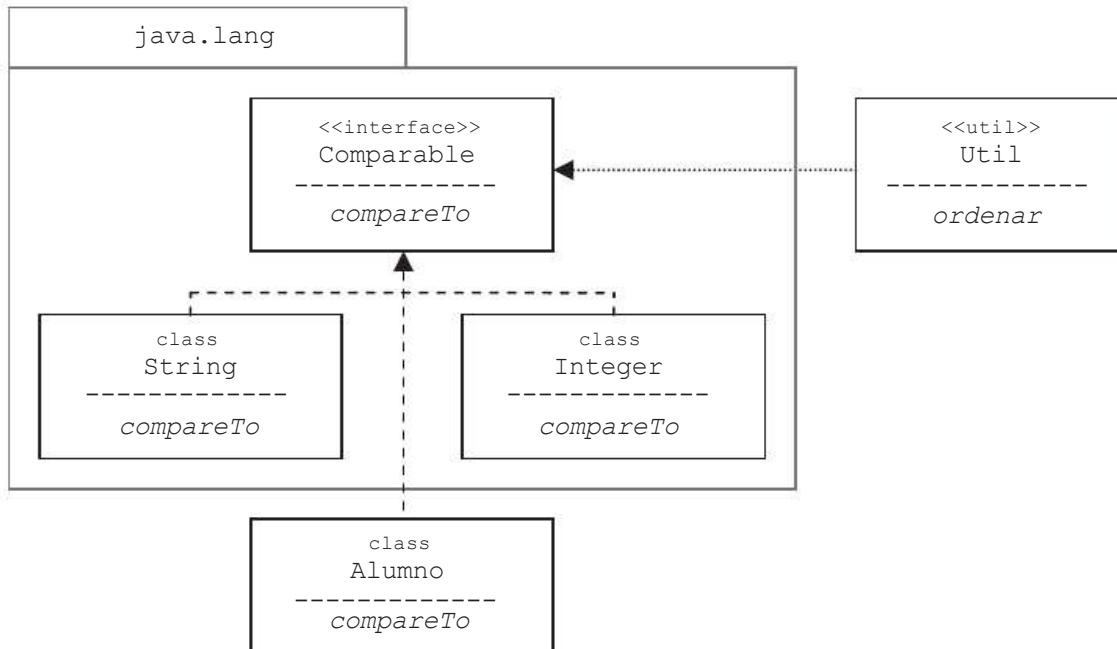 java.lang
<<interface>>
Comparable
compareTo
<<util>>
Util
ordenar
class
String
compareTo
class
Integer
compareTo
class
Alumno
compareTo